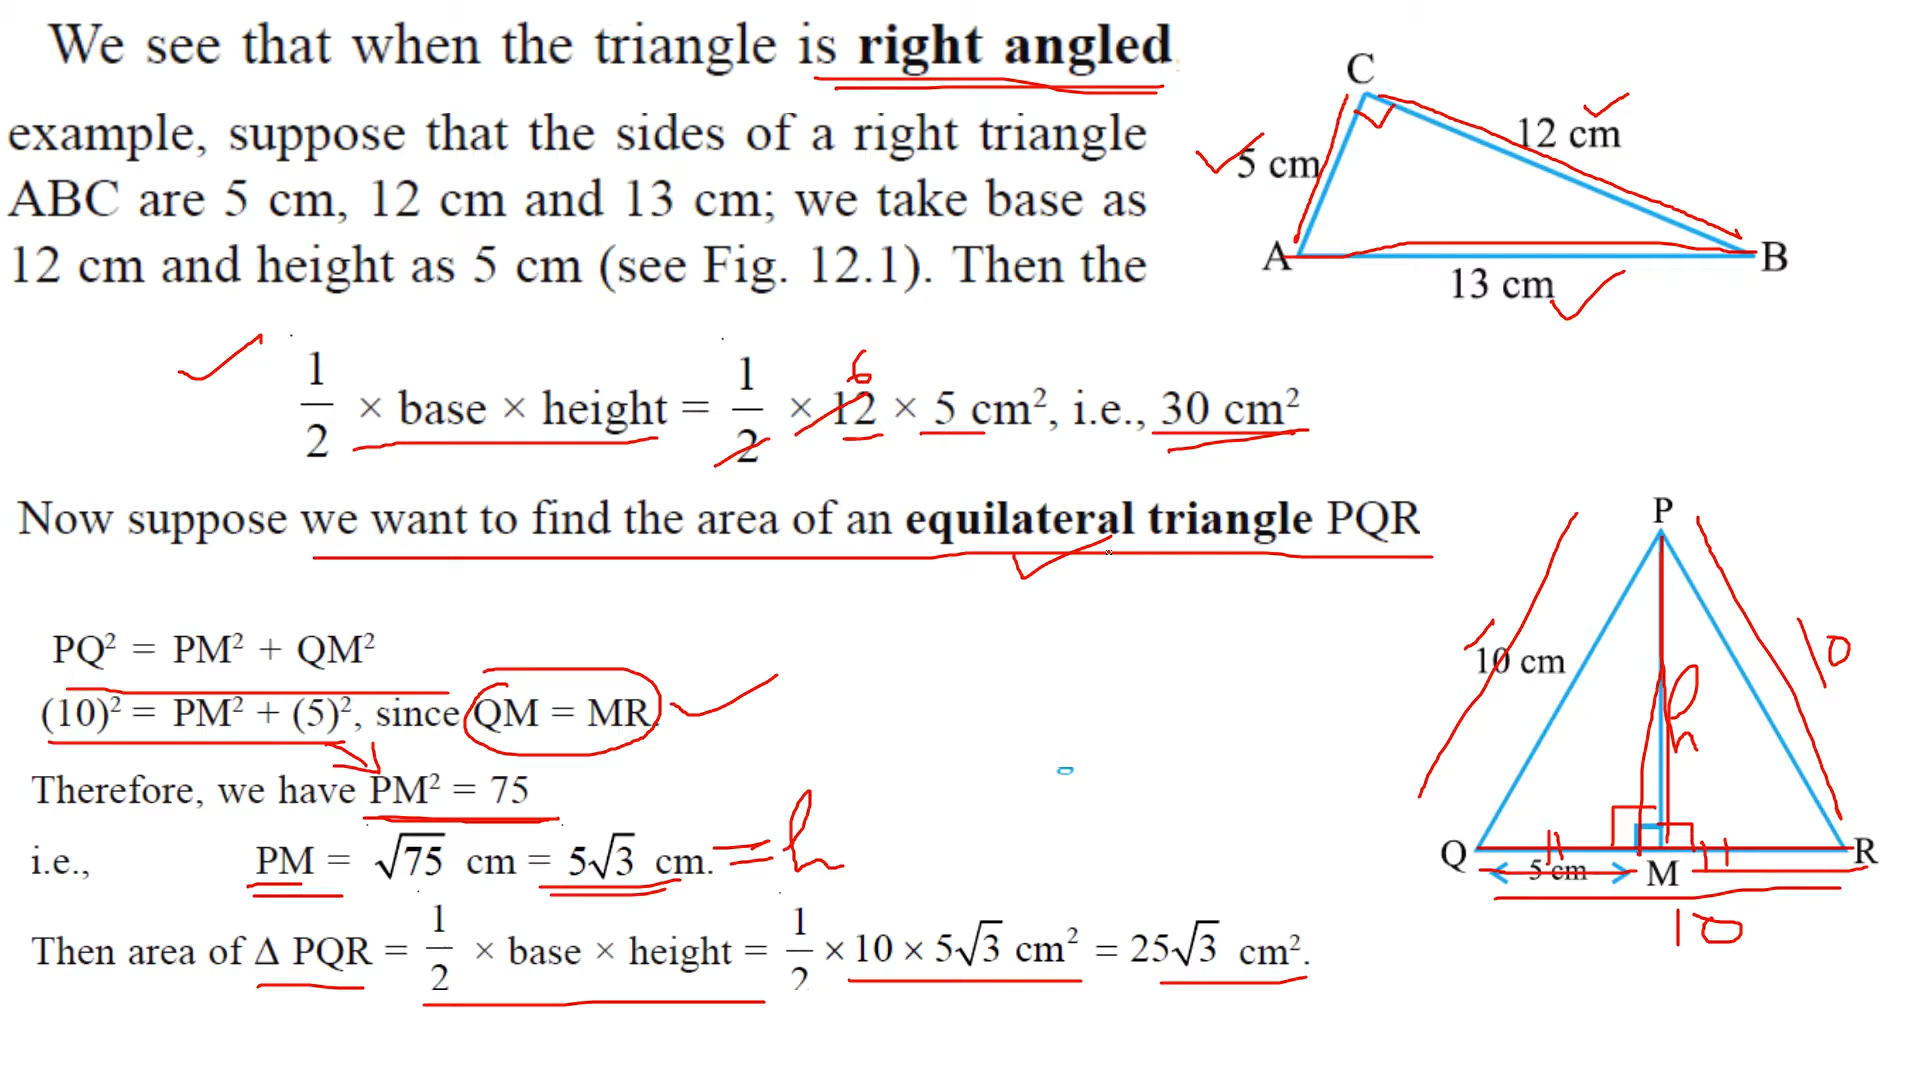 We see that when the triangle is right angled
example, suppose that the sides of a right triangle
ABC are 5 cm, 12 cm and 13 cm; we take base as
12 cm and height as 5 cm (see Fig. 12.1). Then the
C
12 cm
5 cm
A
B
13 cm
6
1/2 × base × height = 1/2 × 12 × 5 cm², i.e., 30 cm²
Now suppose we want to find the area of an equilateral triangle PQR
PQ² = PM² + QM²
(10)² = PM² + (5)², since QM = MR.
Therefore, we have PM² = 75
i.e., PM = √75 cm = 5√3 cm. = h
Then area of Δ PQR = 1/2 × base × height = 1/2 × 10 × 5√3 cm² = 25√3 cm².
P
10 cm
10
h
Q
5 cm
M
R
10